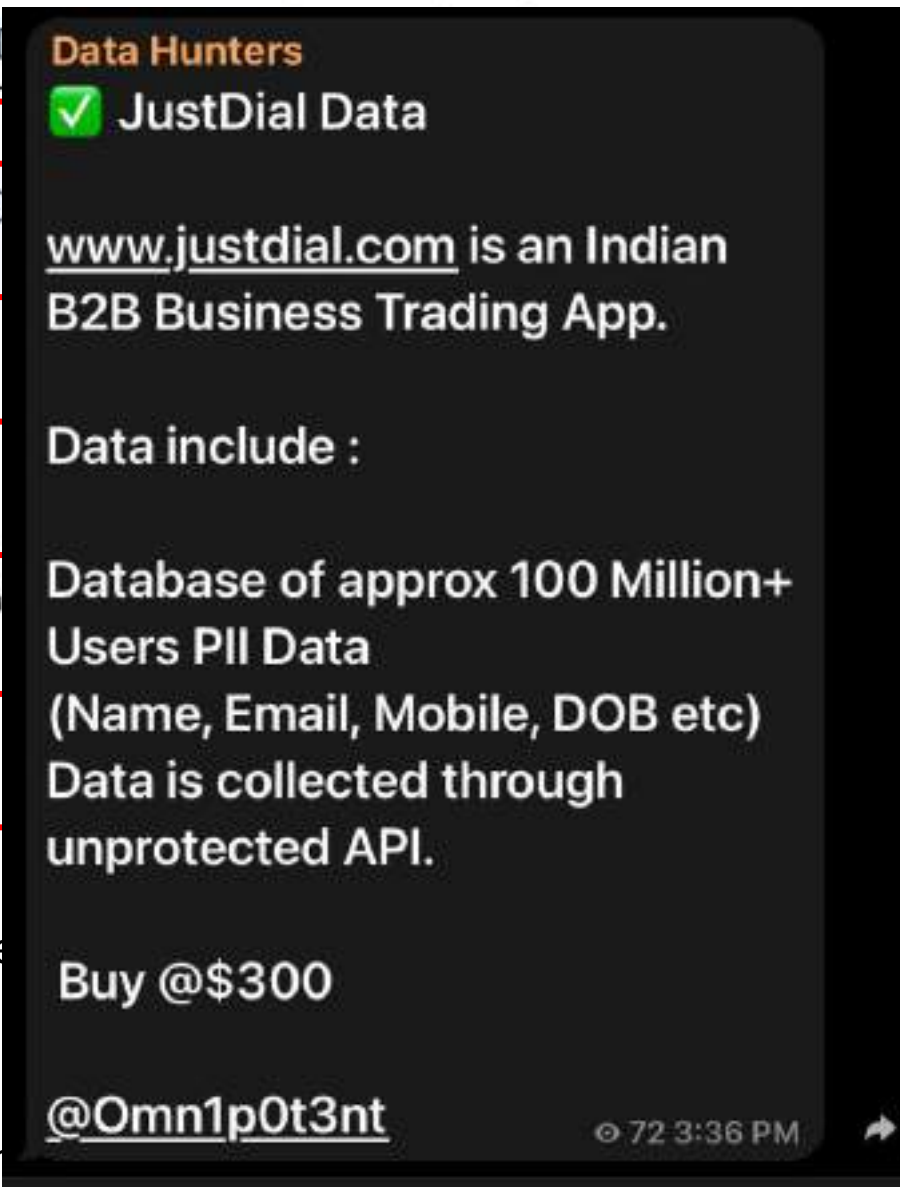 Data Hunters
✅ JustDial Data
www.justdial.com is an Indian
B2B Business Trading App.
Data include :
Database of approx 100 Million+
Users PII Data
(Name, Email, Mobile, DOB etc)
Data is collected through
unprotected API.
Buy @$300
@Omn1p0t3nt
72 3:36 PM